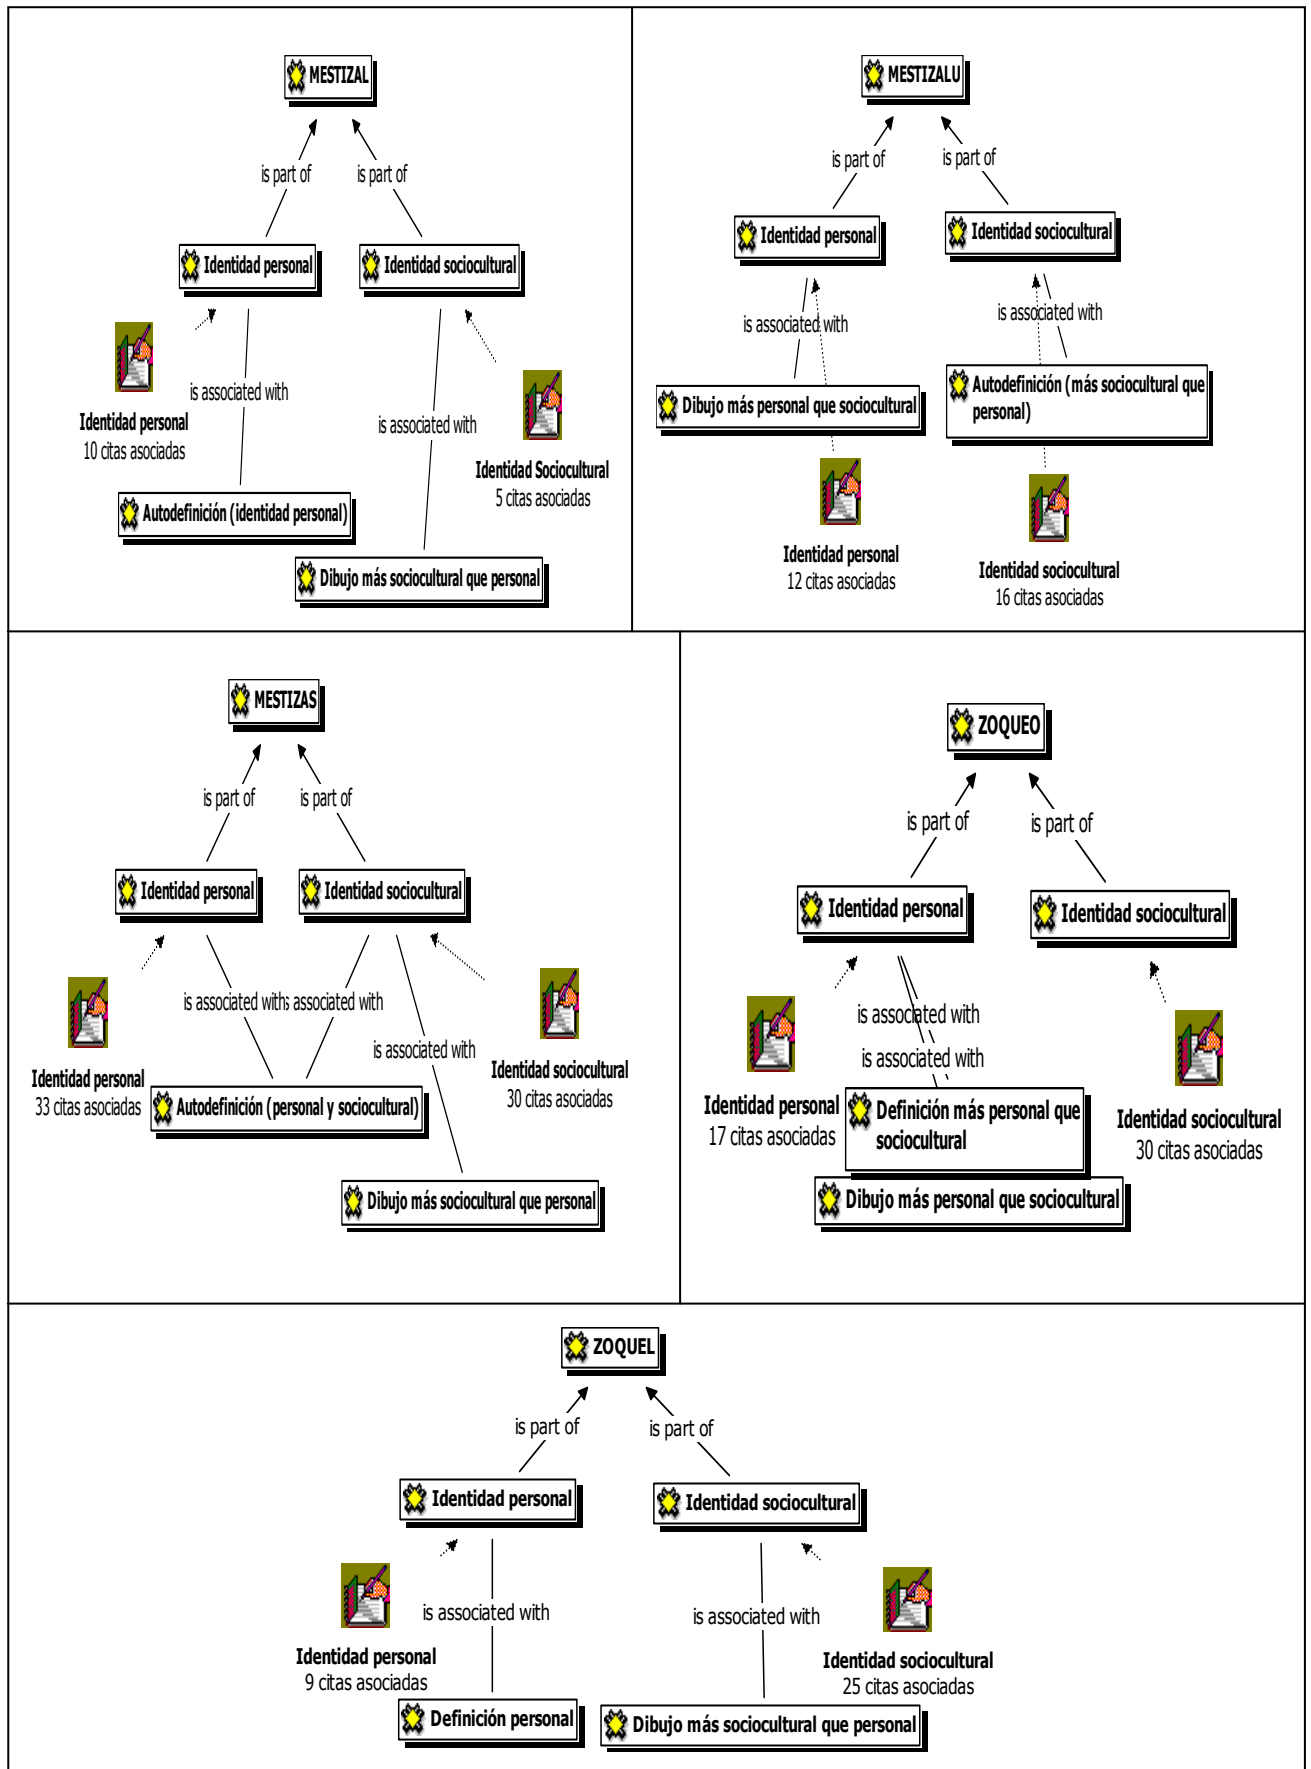 MESTIZAL
is part of
is part of
Identidad personal
Identidad sociocultural
is associated with
Identidad personal
10 citas asociadas
is associated with
Identidad Sociocultural
5 citas asociadas
Autodefinición (identidad personal)
Dibujo más sociocultural que personal
MESTIZALU
is part of
is part of
Identidad personal
Identidad sociocultural
is associated with
is associated with
Dibujo más personal que sociocultural
Autodefinición (más sociocultural que
personal)
Identidad personal
12 citas asociadas
Identidad sociocultural
16 citas asociadas
MESTIZAS
is part of
is part of
Identidad personal
Identidad sociocultural
is associated with
s associated with
is associated with
Identidad personal
33 citas asociadas
Identidad sociocultural
30 citas asociadas
Autodefinición (personal y sociocultural)
Dibujo más sociocultural que personal
ZOQUEO
is part of
is part of
Identidad personal
Identidad sociocultural
is associated with
is associated with
Identidad personal
17 citas asociadas
Definición más personal que
sociocultural
Identidad sociocultural
30 citas asociadas
Dibujo más personal que sociocultural
ZOQUEL
is part of
is part of
Identidad personal
Identidad sociocultural
is associated with
is associated with
Identidad personal
9 citas asociadas
Identidad sociocultural
25 citas asociadas
Definición personal
Dibujo más sociocultural que personal